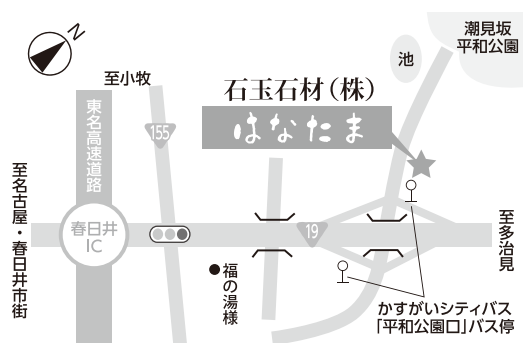 N
潮見坂
平和公園
池
至小牧
石玉石材(株)
はなたま
155
東名高速道路
至名古屋・春日井市街
春日井
IC
19
至多治見
福の湯様
かすがいシティバス
「平和公園口」バス停